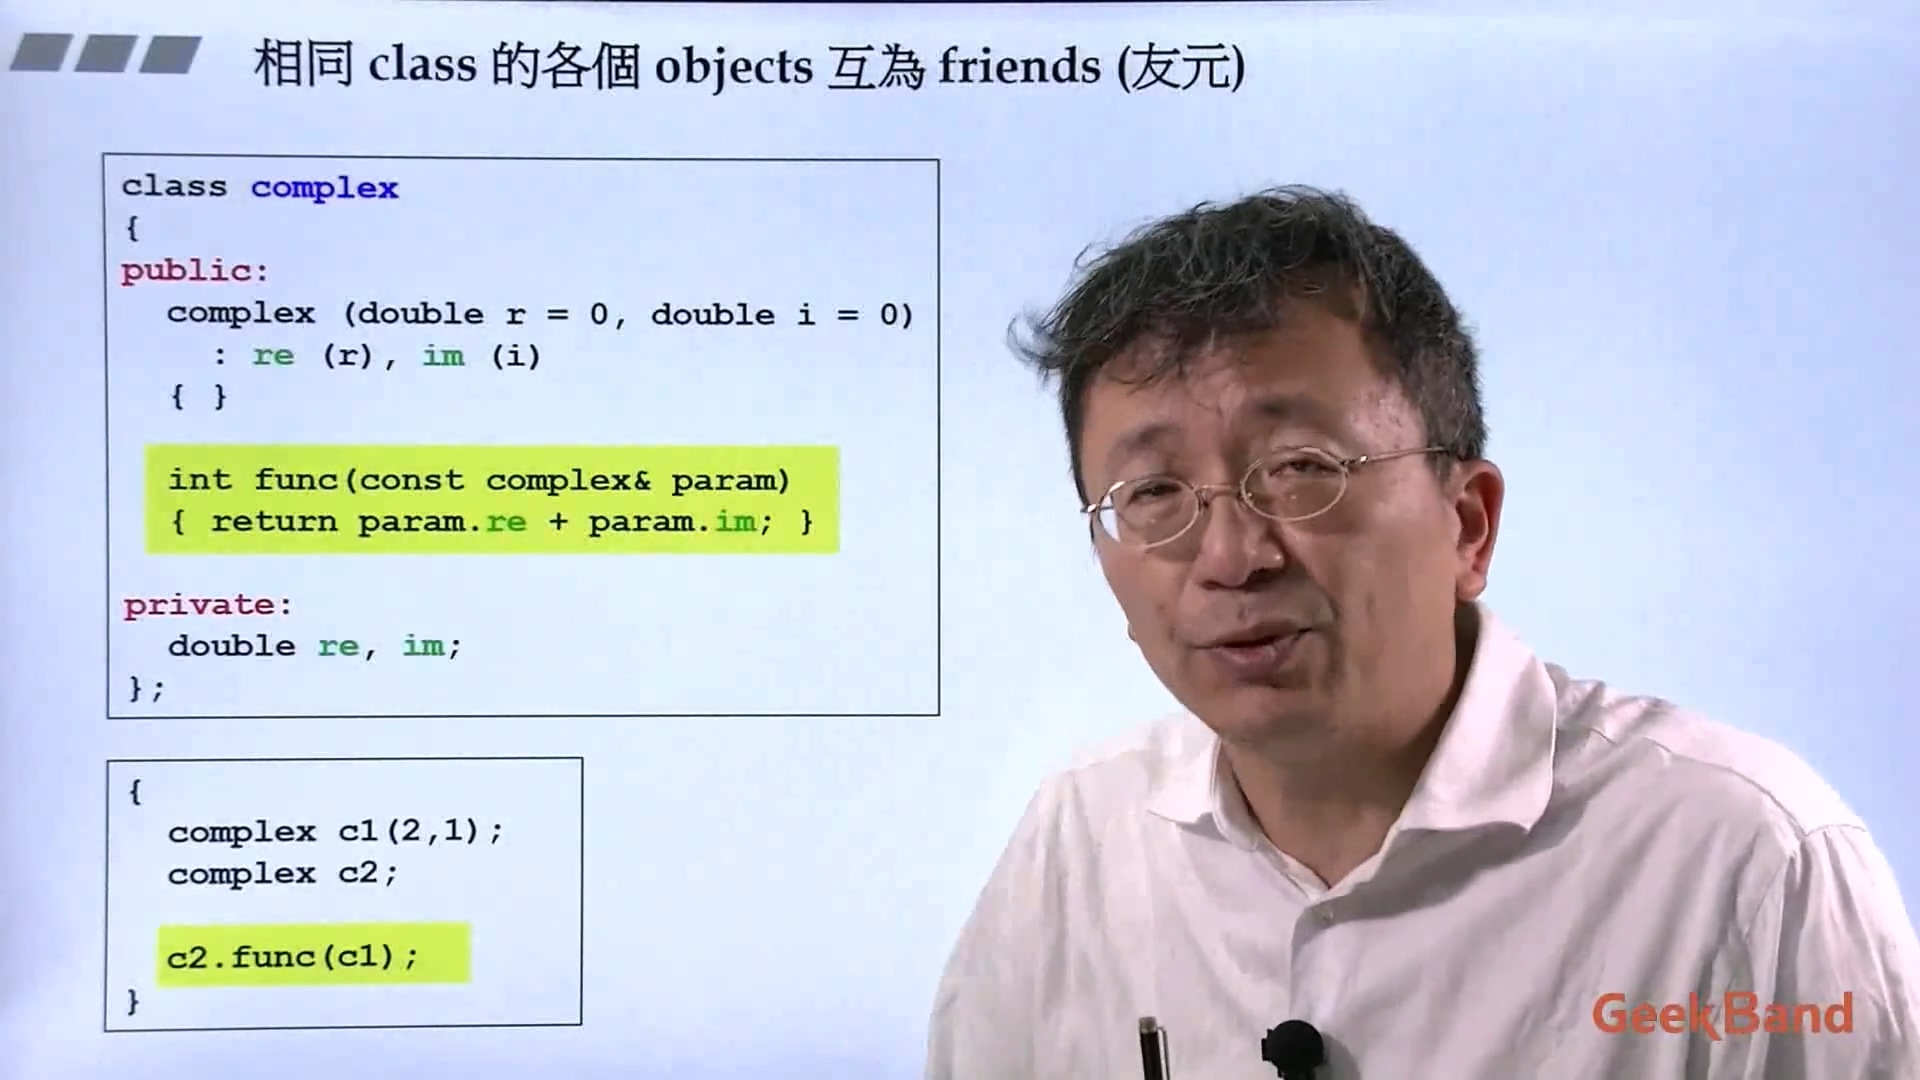 相同 class 的各個 objects 互為 friends (友元)
class complex
{
public:
complex (double r = 0, double i = 0)
: re (r), im (i)
{ }
int func(const complex& param)
{ return param.re + param.im; }
private:
double re, im;
};
{
complex c1(2,1);
complex c2;
c2.func(c1);
}
GeekBand